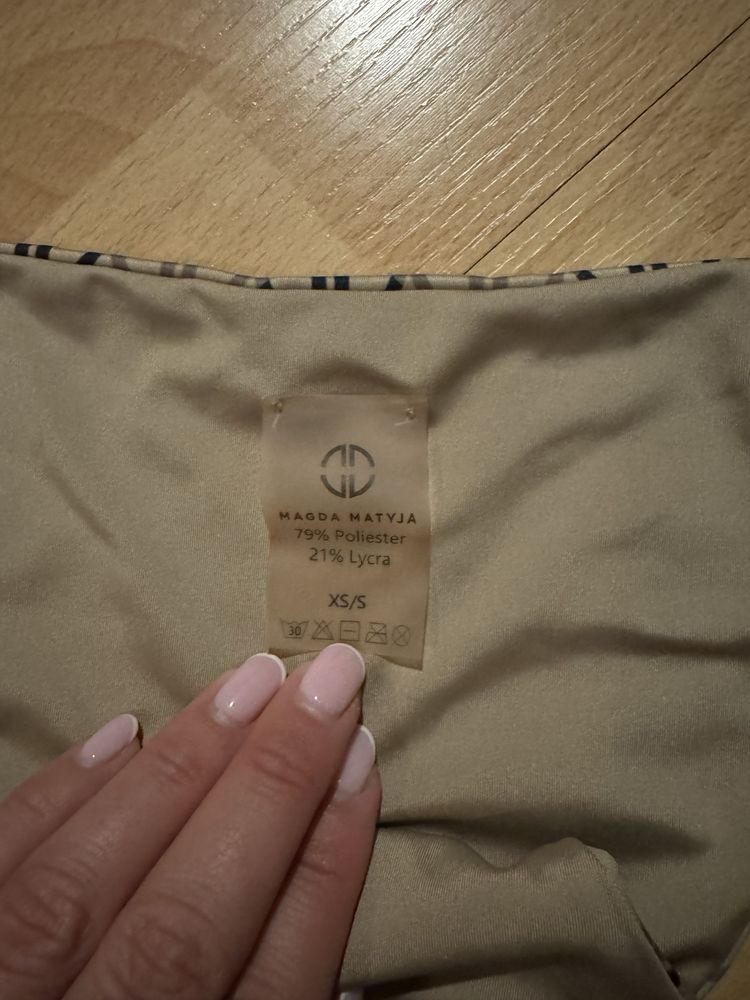 MAGDA MATYJA
79% Poliester
21% Lycra
XS/S
30